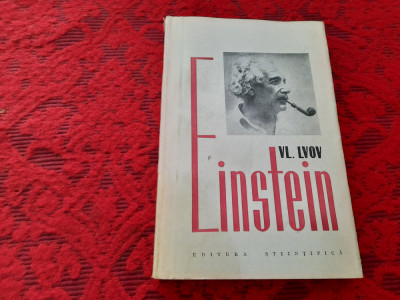 VL. LVOV
Einstein
EDITURA ȘTIINȚIFICĂ